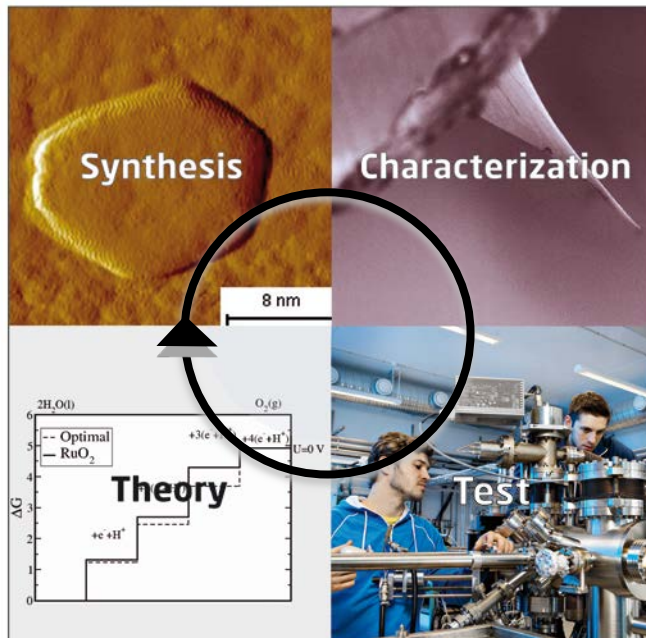 Synthesis
Characterization
8 nm
2H₂O(l)
O₂(g)
6
+4(e⁻+H⁺)
Optimal
5
U=0 V
RuO₂
4
Theory
Test
3
ΔG
2
+e⁻+H⁺
1
0